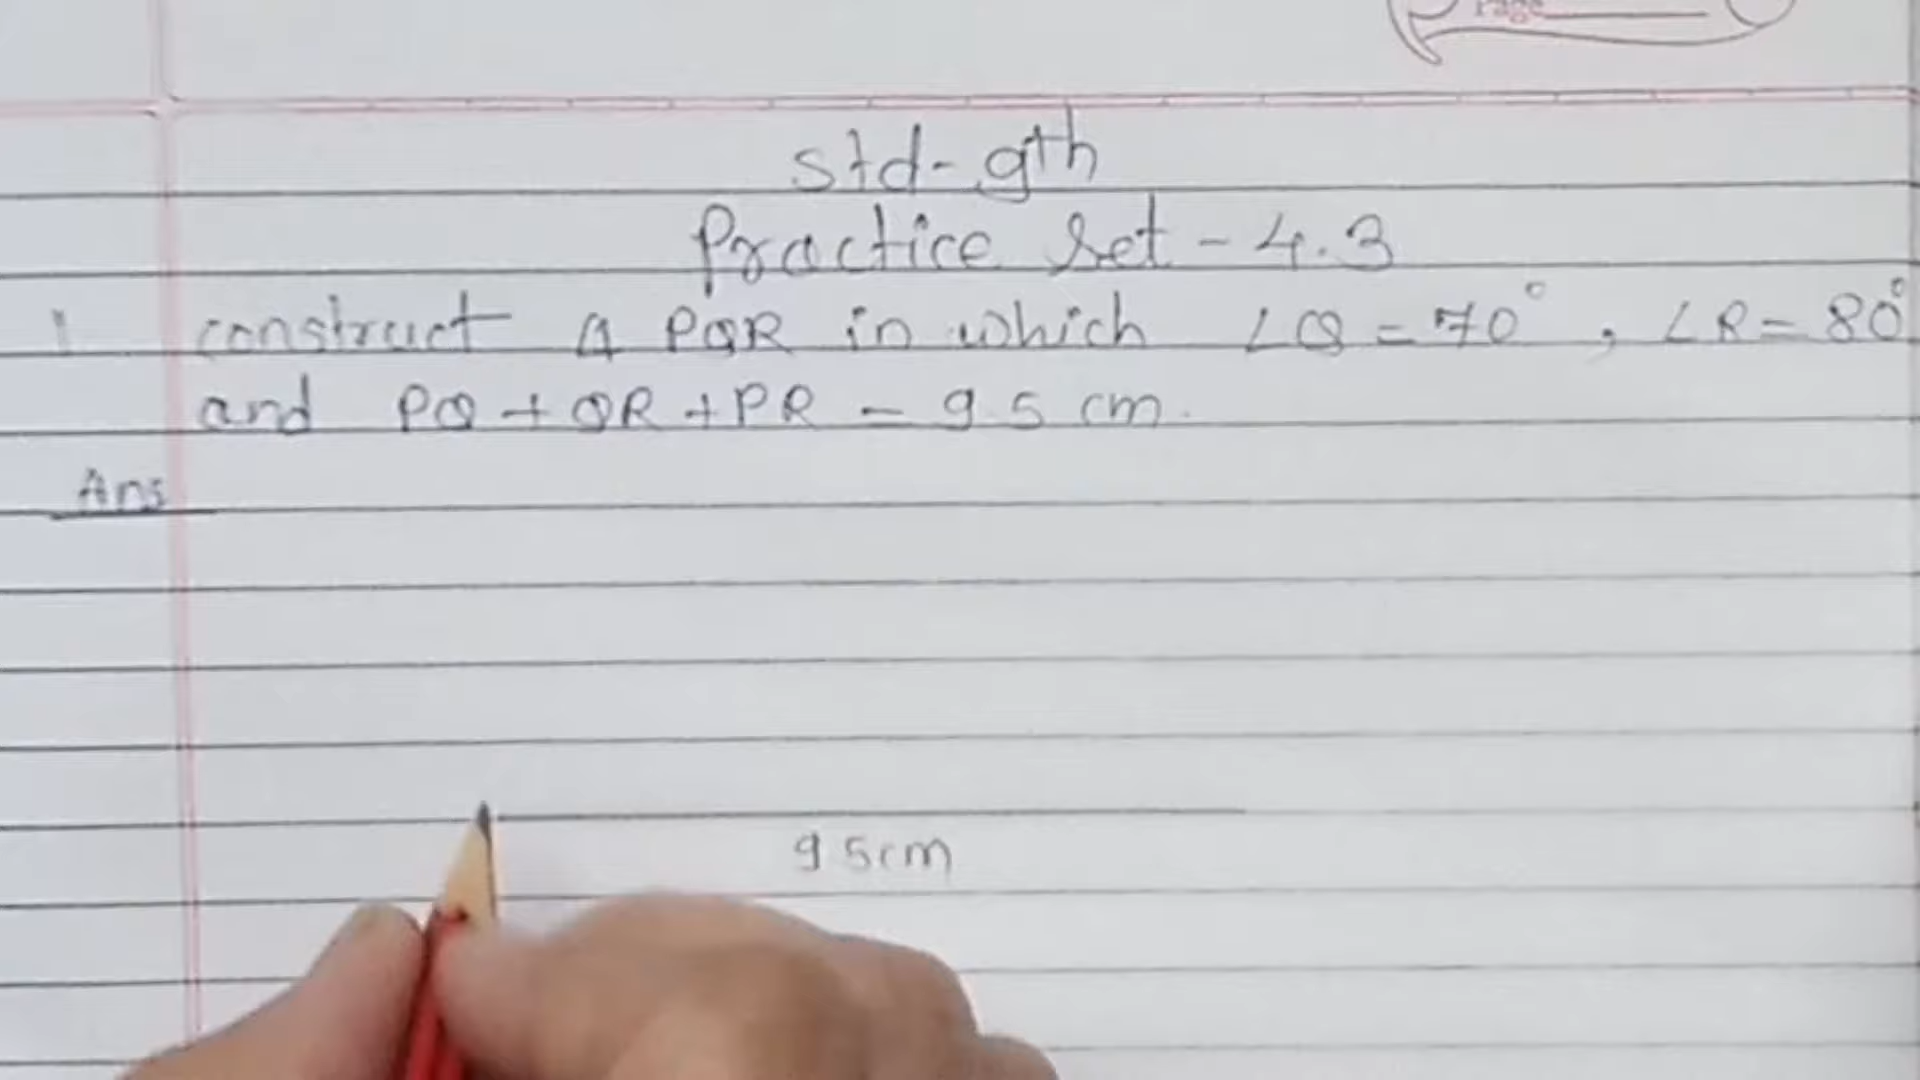 Page
Std-9th
Practice Set - 4.3
1 construct Δ PQR in which ∠Q = 70°, ∠R = 80°
and PQ + QR + PR = 9.5 cm.
Ans
9.5cm